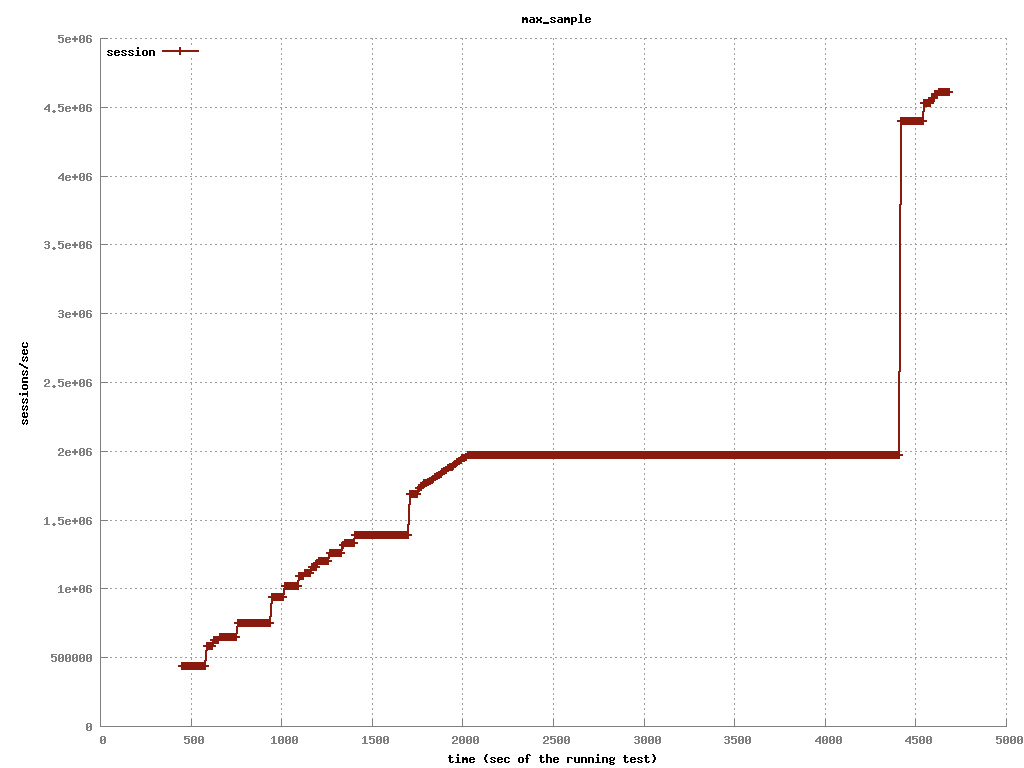 max_sample
session
5e+06
4.5e+06
4e+06
3.5e+06
3e+06
2.5e+06
2e+06
1.5e+06
1e+06
500000
0
sessions/sec
0 500 1000 1500 2000 2500 3000 3500 4000 4500 5000
time (sec of the running test)